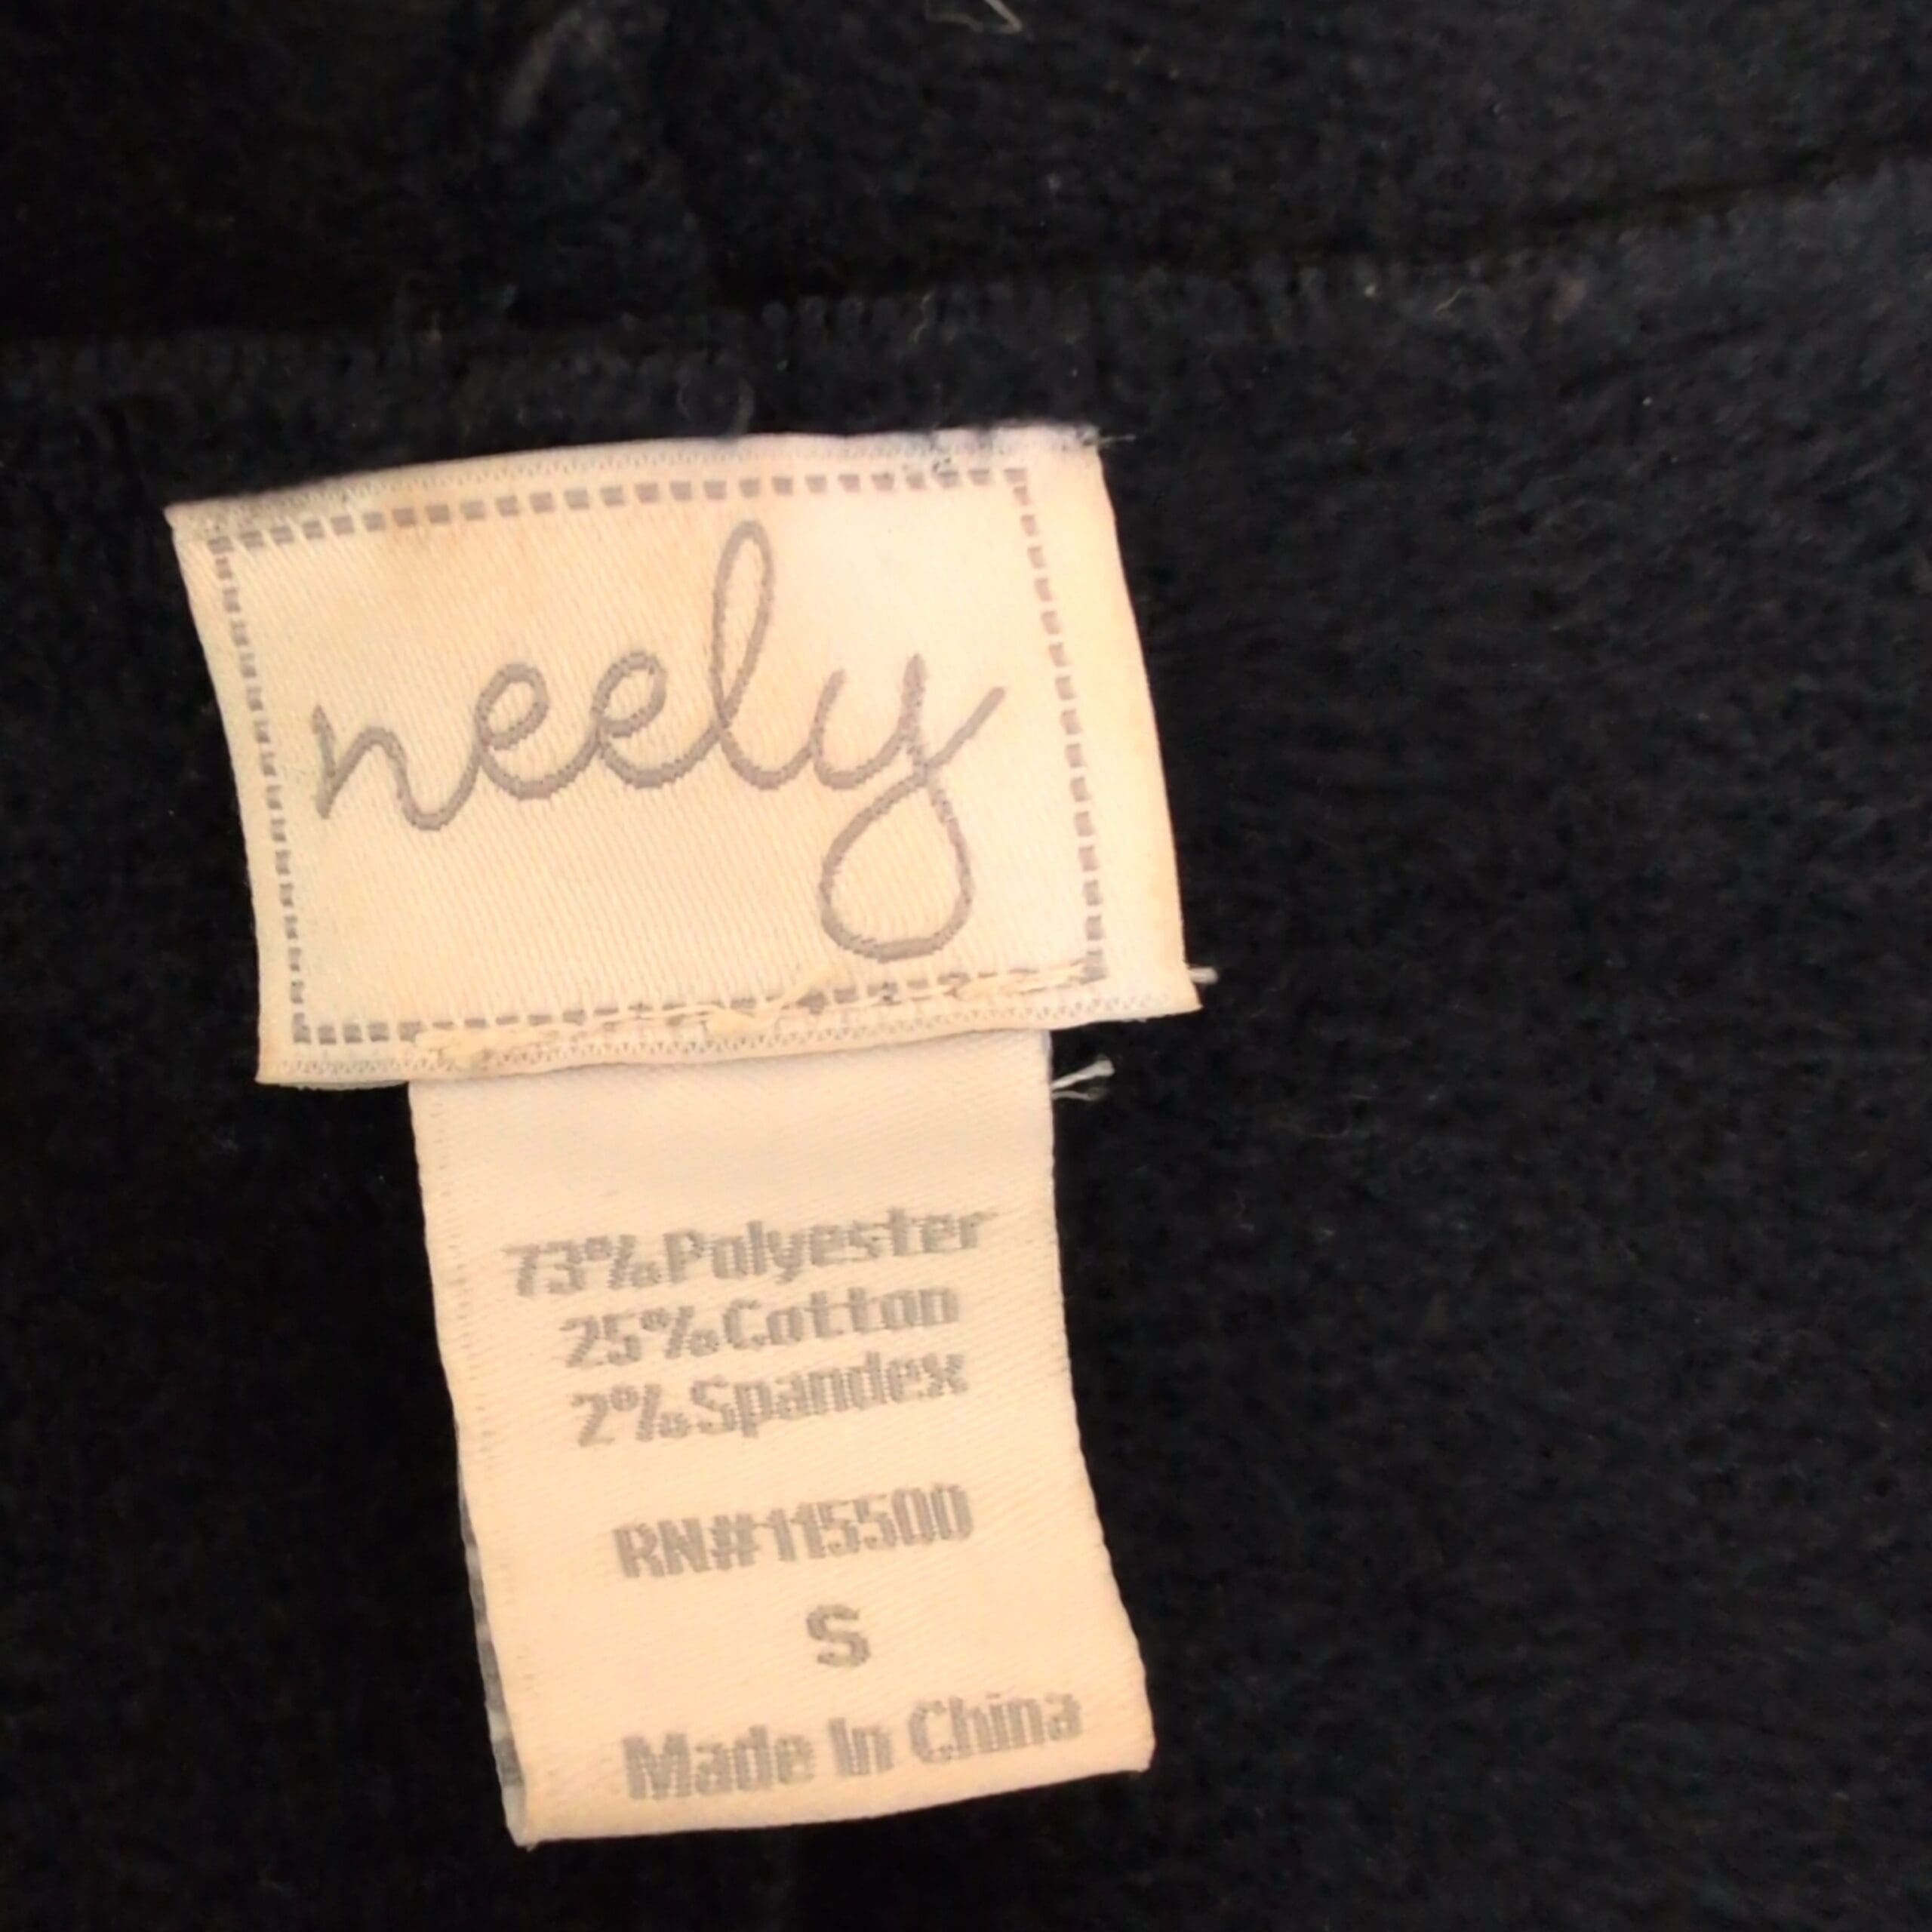 neely
73%Polyester
25%Cotton
2%Spandex
RN#115500
S
Made In China